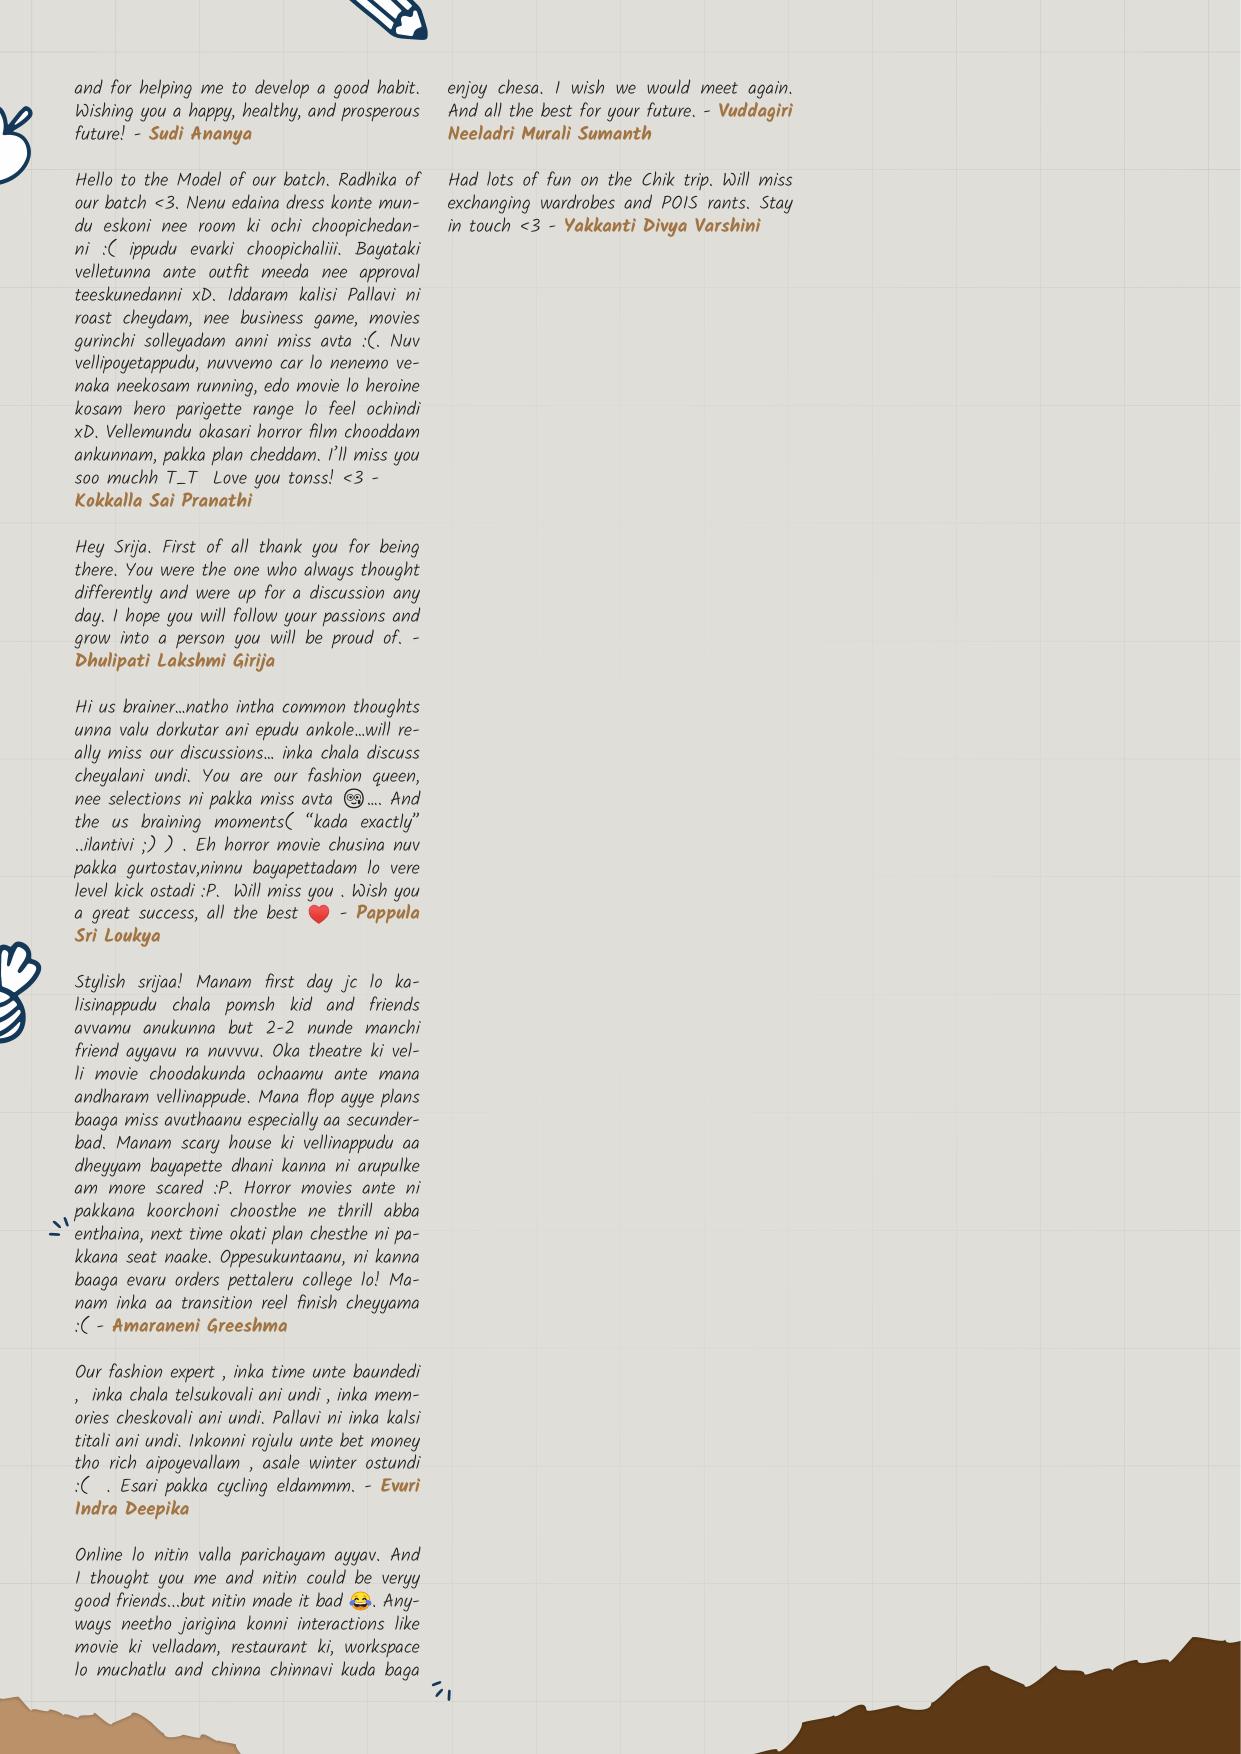 and for helping me to develop a good habit.
Wishing you a happy, healthy, and prosperous
future! - Sudi Ananya
Hello to the Model of our batch. Radhika of
our batch <3. Nenu edaina dress konte mun-
du eskoni nee room ki ochi choopichedan-
ni :( ippudu evarki choopichaliii. Bayataki
velletunna ante outfit meeda nee approval
teeskunedanni xD. Iddaram kalisi Pallavi ni
roast cheydam, nee business game, movies
gurinchi solleyadam anni miss avta :(. Nuv
vellipoyetappudu, nuvvemo car lo nenemo ve-
naka neekosam running, edo movie lo heroine
kosam hero parigette range lo feel ochindi
xD. Vellemundu okasari horror film chooddam
ankunnam, pakka plan cheddam. I'll miss you
soo muchh T_T  Love you tonss! <3 -
Kokkalla Sai Pranathi
Hey Srija. First of all thank you for being
there. You were the one who always thought
differently and were up for a discussion any
day. I hope you will follow your passions and
grow into a person you will be proud of. -
Dhulipati Lakshmi Girija
Hi us brainer...natho intha common thoughts
unna valu dorkutar ani epudu ankole...will re-
ally miss our discussions... inka chala discuss
cheyalani undi. You are our fashion queen,
nee selections ni pakka miss avta 🧐.... And
the us braining moments( “kada exactly”
..ilantivi ;) ) . Eh horror movie chusina nuv
pakka gurtostav,ninnu bayapettadam lo vere
level kick ostadi :P.  Will miss you . Wish you
a great success, all the best ♥️ - Pappula
Sri Loukya
Stylish srijaa! Manam first day jc lo ka-
lisinappudu chala pomsh kid and friends
avvamu anukunna but 2-2 nunde manchi
friend ayyavu ra nuvvvu. Oka theatre ki vel-
li movie choodakunda ochaamu ante mana
andharam vellinappude. Mana flop ayye plans
baaga miss avuthaanu especially aa secunder-
bad. Manam scary house ki vellinappudu aa
dheyyam bayapette dhani kanna ni arupulke
am more scared :P. Horror movies ante ni
pakkana koorchoni choosthe ne thrill abba
enthaina, next time okati plan chesthe ni pa-
kkana seat naake. Oppesukuntaanu, ni kanna
baaga evaru orders pettaleru college lo! Ma-
nam inka aa transition reel finish cheyyama
:( - Amaraneni Greeshma
Our fashion expert , inka time unte baundedi
,  inka chala telsukovali ani undi , inka mem-
ories cheskovali ani undi. Pallavi ni inka kalsi
titali ani undi. Inkonni rojulu unte bet money
tho rich aipoyevallam , asale winter ostundi
:(  . Esari pakka cycling eldammm. - Evuri
Indra Deepika
Online lo nitin valla parichayam ayyav. And
I thought you me and nitin could be veryy
good friends...but nitin made it bad 😂. Any-
ways neetho jarigina konni interactions like
movie ki velladam, restaurant ki, workspace
lo muchatlu and chinna chinnavi kuda baga
enjoy chesa. I wish we would meet again.
And all the best for your future. - Vuddagiri
Neeladri Murali Sumanth
Had lots of fun on the Chik trip. Will miss
exchanging wardrobes and POIS rants. Stay
in touch <3 - Yakkanti Divya Varshini